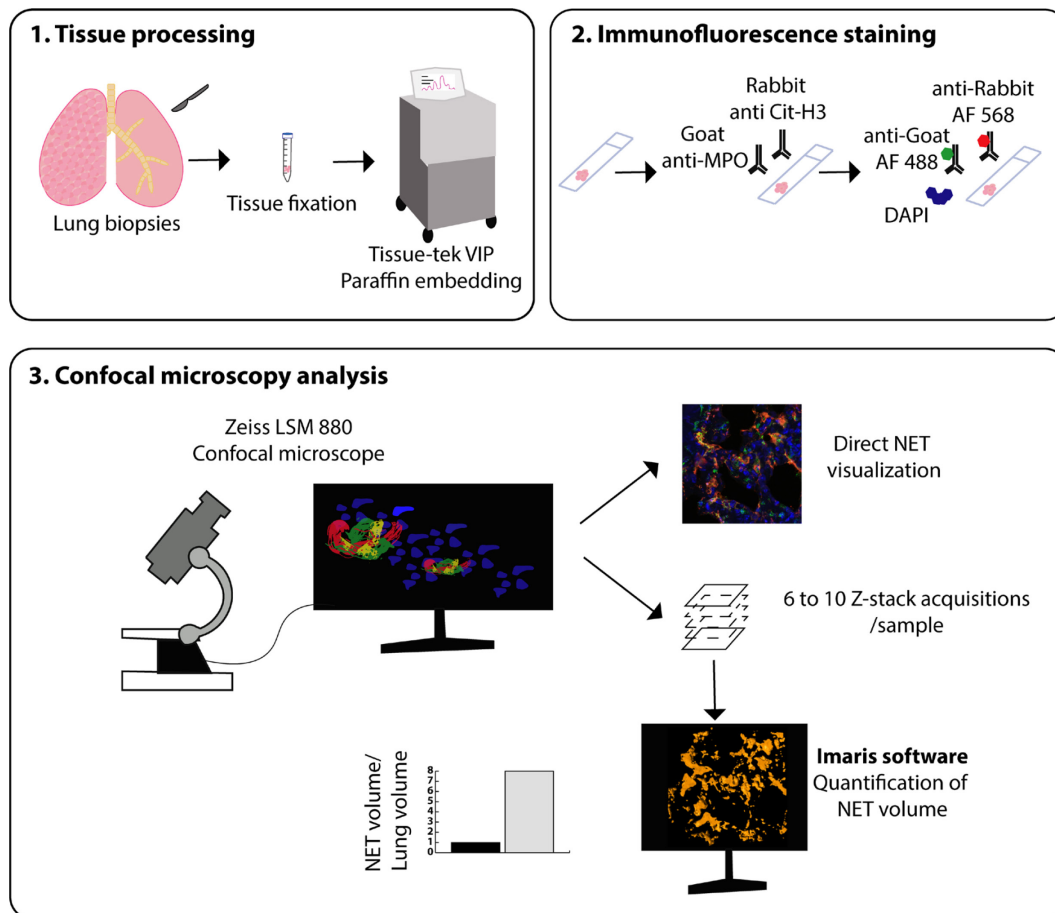 1. Tissue processing
Lung biopsies
Tissue fixation
Tissue-tek VIP
Paraffin embedding
2. Immunofluorescence staining
Goat
anti-MPO
Rabbit
anti Cit-H3
anti-Goat
AF 488
anti-Rabbit
AF 568
DAPI
3. Confocal microscopy analysis
Zeiss LSM 880
Confocal microscope
Direct NET
visualization
6 to 10 Z-stack acquisitions
/sample
Imaris software
Quantification of
NET volume
NET volume/
Lung volume
8
7
6
5
4
3
2
1
0